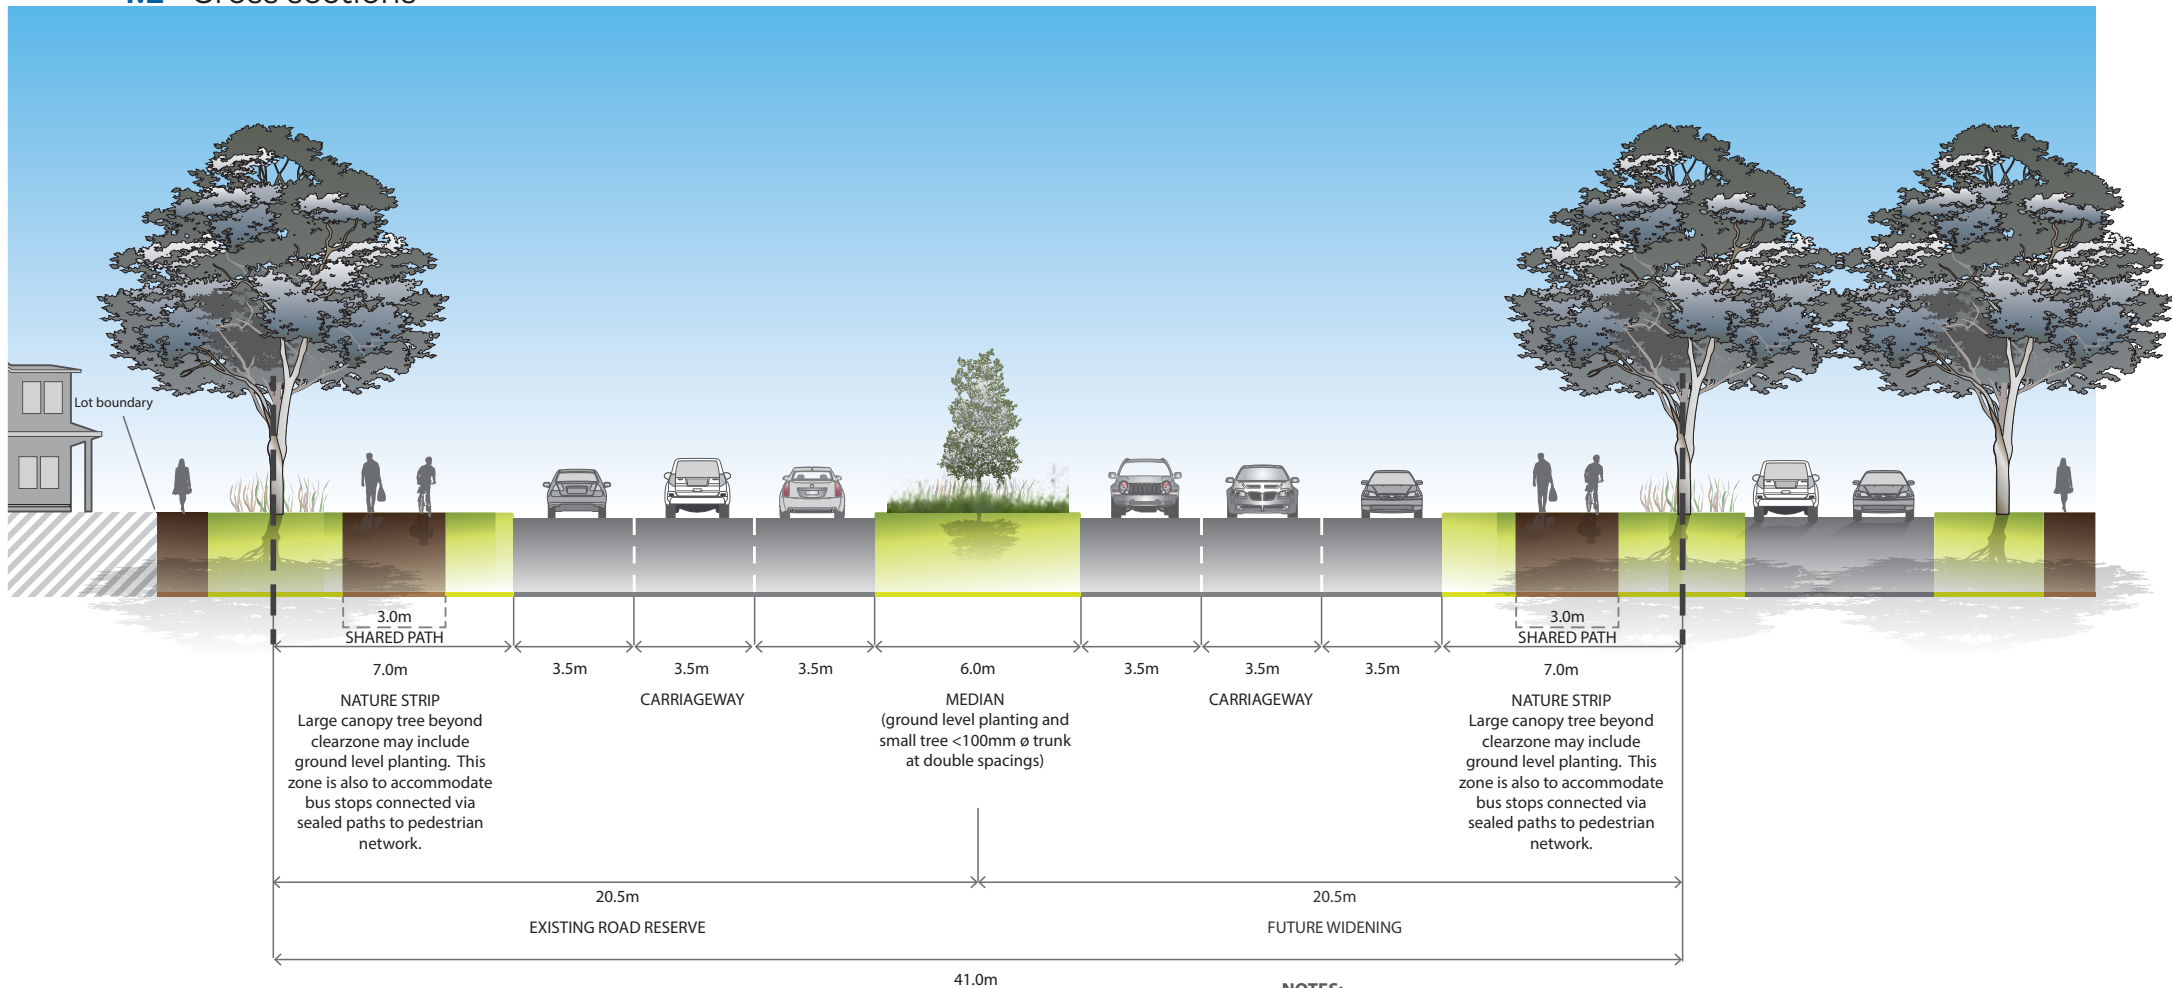 Cross sections
Lot boundary
3.0m
SHARED PATH
3.0m
SHARED PATH
7.0m
3.5m
3.5m
3.5m
6.0m
3.5m
3.5m
3.5m
7.0m
NATURE STRIP
Large canopy tree beyond
clearzone may include
ground level planting. This
zone is also to accommodate
bus stops connected via
sealed paths to pedestrian
network.
CARRIAGEWAY
MEDIAN
(ground level planting and
small tree <100mm ø trunk
at double spacings)
CARRIAGEWAY
NATURE STRIP
Large canopy tree beyond
clearzone may include
ground level planting. This
zone is also to accommodate
bus stops connected via
sealed paths to pedestrian
network.
20.5m
EXISTING ROAD RESERVE
20.5m
FUTURE WIDENING
41.0m
NOTES: